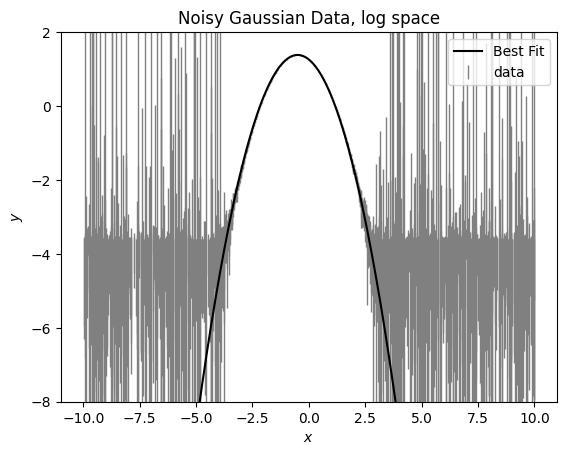 Noisy Gaussian Data, log space
Best Fit
data
2
0
−2
−4
−6
−8
y
−10.0 −7.5 −5.0 −2.5 0.0 2.5 5.0 7.5 10.0
x